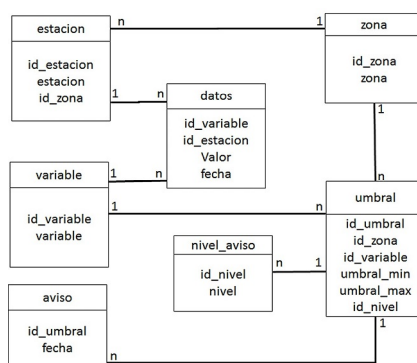 estacion
id_estacion
estacion
id_zona
n
1
zona
id_zona
zona
1
n
datos
id_variable
id_estacion
Valor
fecha
1
n
variable
id_variable
variable
1
n
1
n
umbral
id_umbral
id_zona
id_variable
umbral_min
umbral_max
id_nivel
nivel_aviso
id_nivel
nivel
n
1
aviso
id_umbral
fecha
n
1